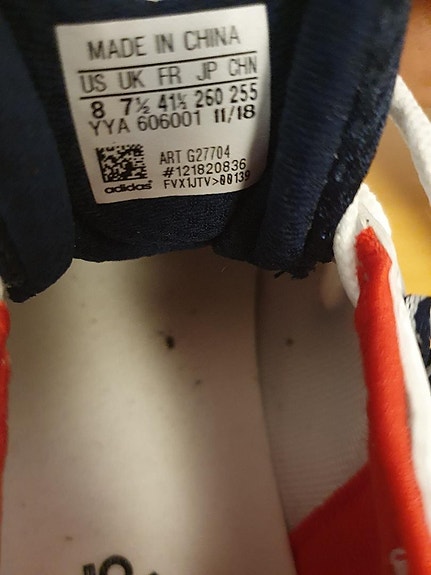 MADE IN CHINA
US UK FR JP CHN
8 7½ 41½ 260 255
YYA 606001 11/18
ART G27704
#121820836
adidas FVX1JTV>00139